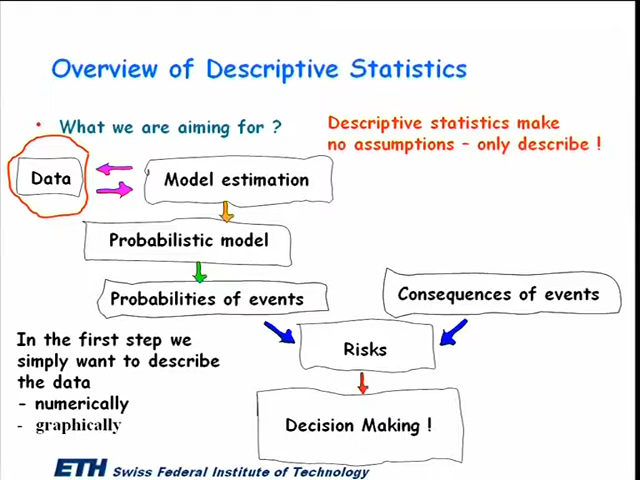 Overview of Descriptive Statistics
• What we are aiming for ?
Descriptive statistics make
no assumptions – only describe !
Data
Model estimation
Probabilistic model
Probabilities of events
Consequences of events
In the first step we
simply want to describe
the data
- numerically
- graphically
Risks
Decision Making !
ETH Swiss Federal Institute of Technology